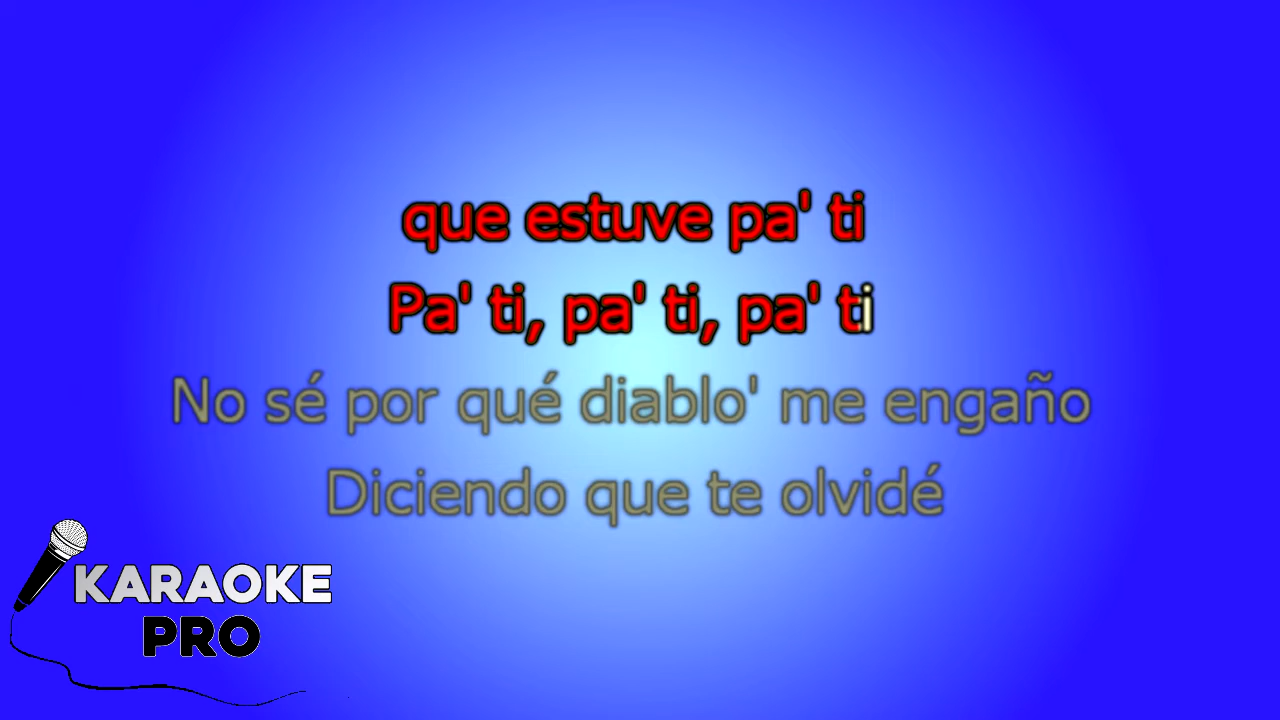 que estuve pa' ti
Pa' ti, pa' ti, pa' ti
No sé por qué diablo' me engaño
Diciendo que te olvidé
KARAOKE
PRO